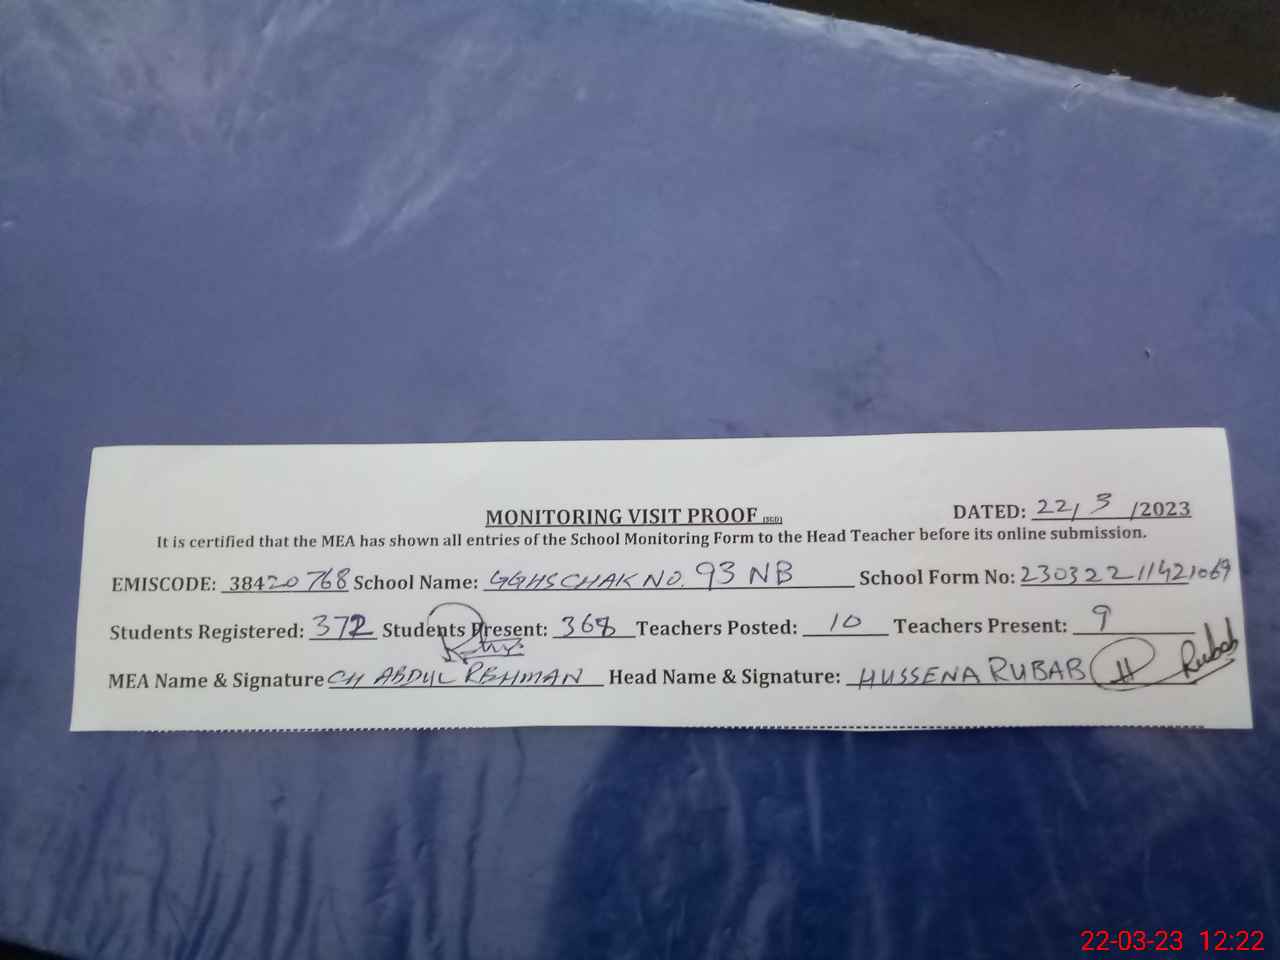 MONITORING VISIT PROOF (SGD) DATED: 22/3/2023
It is certified that the MEA has shown all entries of the School Monitoring Form to the Head Teacher before its online submission.
EMISCODE: 38420768 School Name: GGHS CHAK NO. 93 NB School Form No: 23032211421069
Students Registered: 372 Students Present: 368 Teachers Posted: 10 Teachers Present: 9
MEA Name & Signature CH ABDUL REHMAN Head Name & Signature: HUSSENA RUBAB H Rubab
22-03-23 12:22